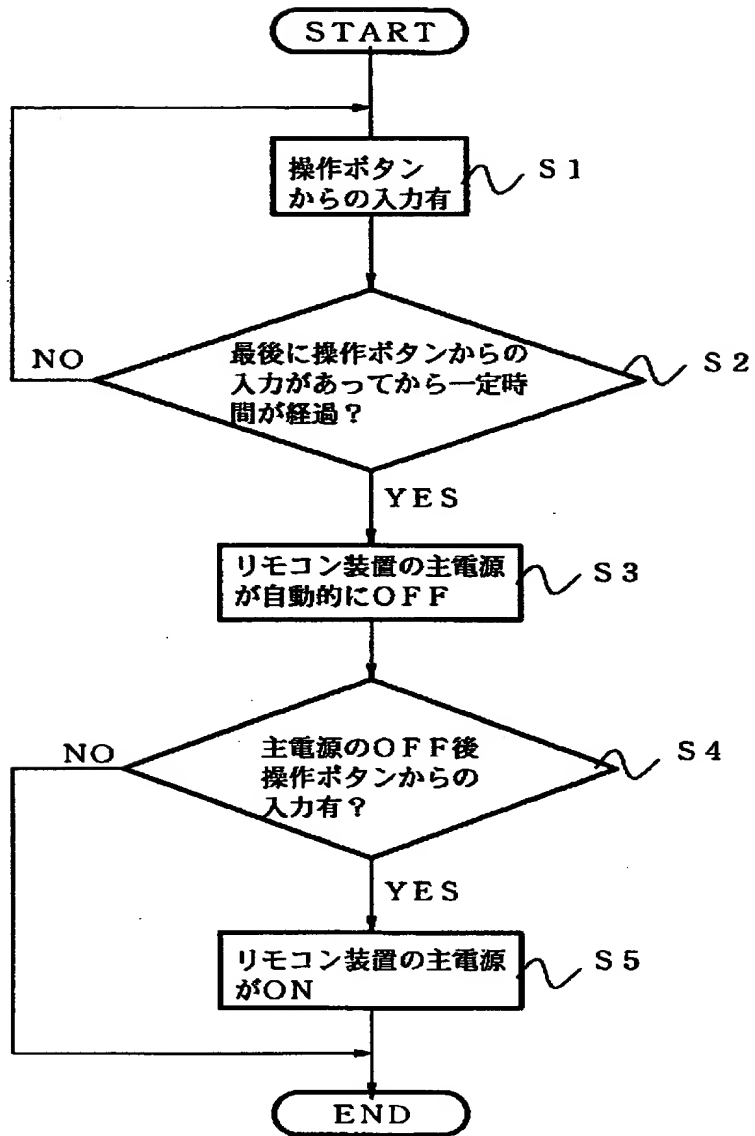 START
操作ボタン
からの入力有
S1
最後に操作ボタンからの
入力があってから一定時
間が経過？
S2
NO
YES
リモコン装置の主電源
が自動的にOFF
S3
主電源のOFF後
操作ボタンからの
入力有？
S4
NO
YES
リモコン装置の主電源
がON
S5
END